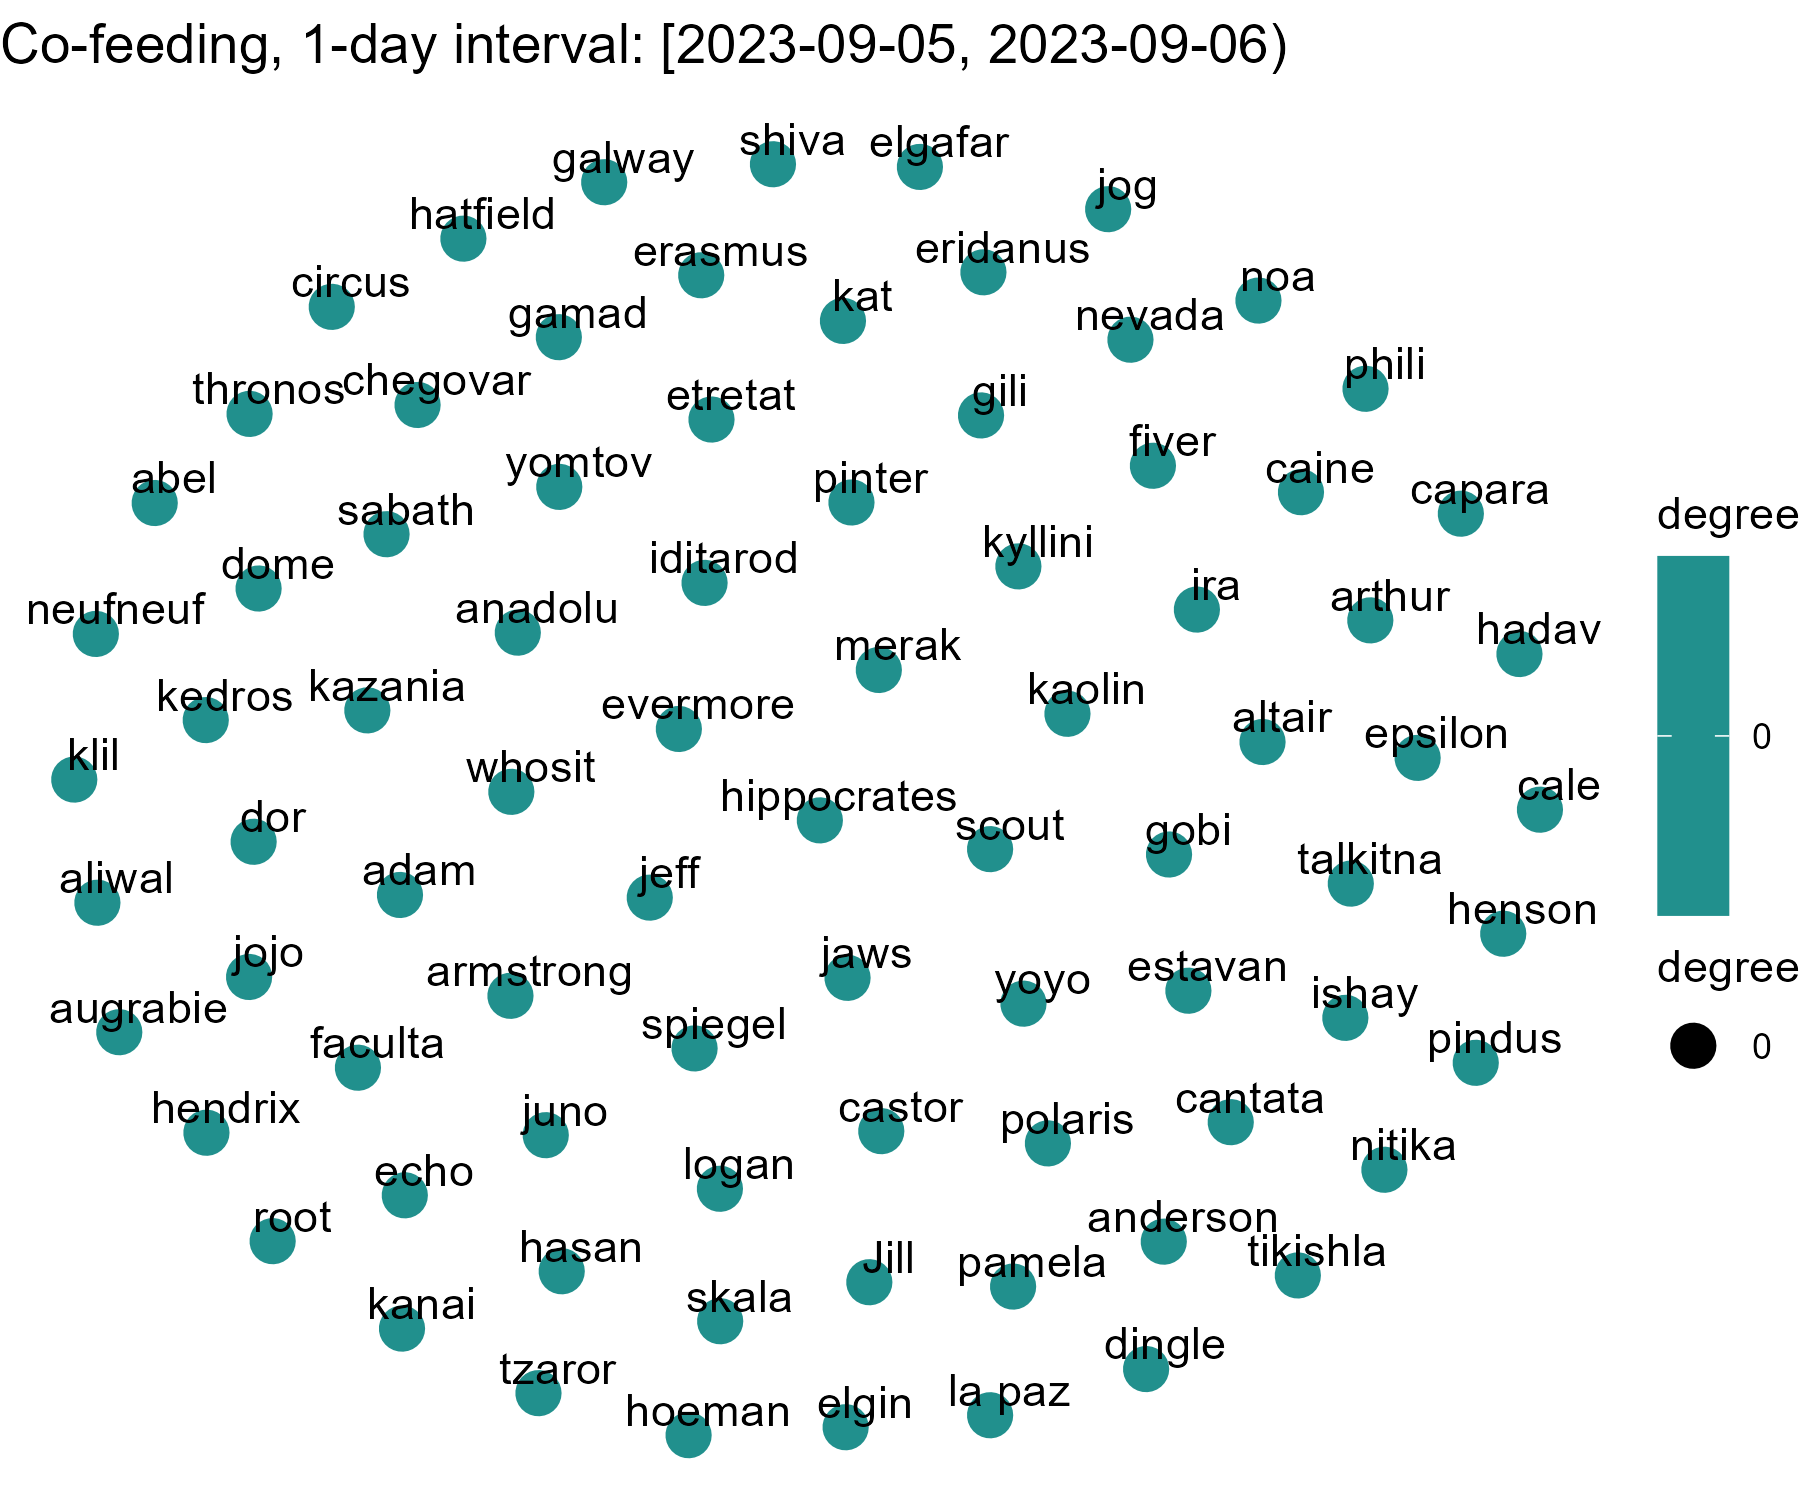 Co-feeding, 1-day interval: [2023-09-05, 2023-09-06)
shiva
elgafar
galway
jog
hatfield
erasmus
eridanus
noa
circus
kat
gamad
nevada
phili
thronos
chegovar
etretat
gili
fiver
yomtov
caine
abel
pinter
capara
sabath
kyllini
iditarod
dome
ira
arthur
neufneuf
anadolu
hadav
merak
kedros
kazania
kaolin
evermore
altair
epsilon
klil
whosit
cale
hippocrates
dor
scout
gobi
talkitna
aliwal
adam
jeff
henson
jojo
jaws
armstrong
estavan
yoyo
ishay
augrabie
spiegel
pindus
faculta
cantata
hendrix
juno
castor
polaris
nitika
logan
echo
root
anderson
hasan
tikishla
Jill
pamela
skala
kanai
dingle
tzaror
la paz
elgin
hoeman
degree
0
degree
0